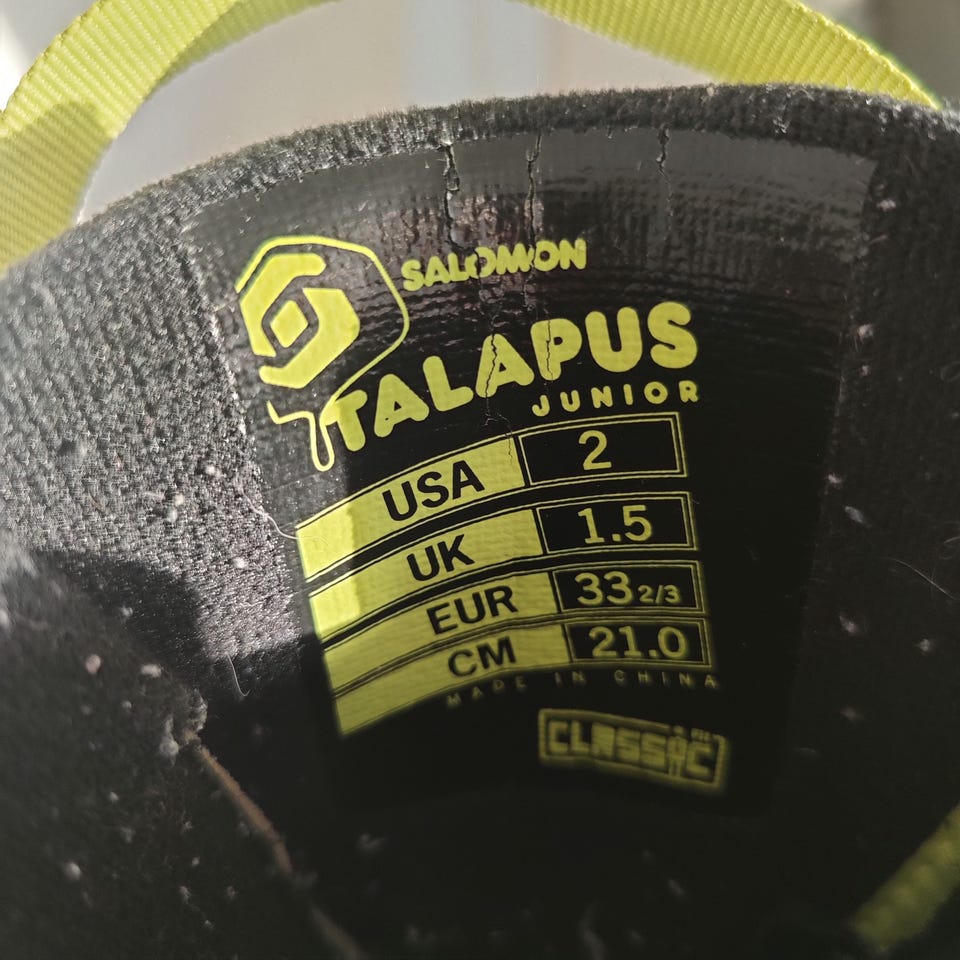 SALOMON
TALAPUS
JUNIOR
USA 2
UK 1.5
EUR 33 2/3
CM 21.0
MADE IN CHINA
CLASSIC